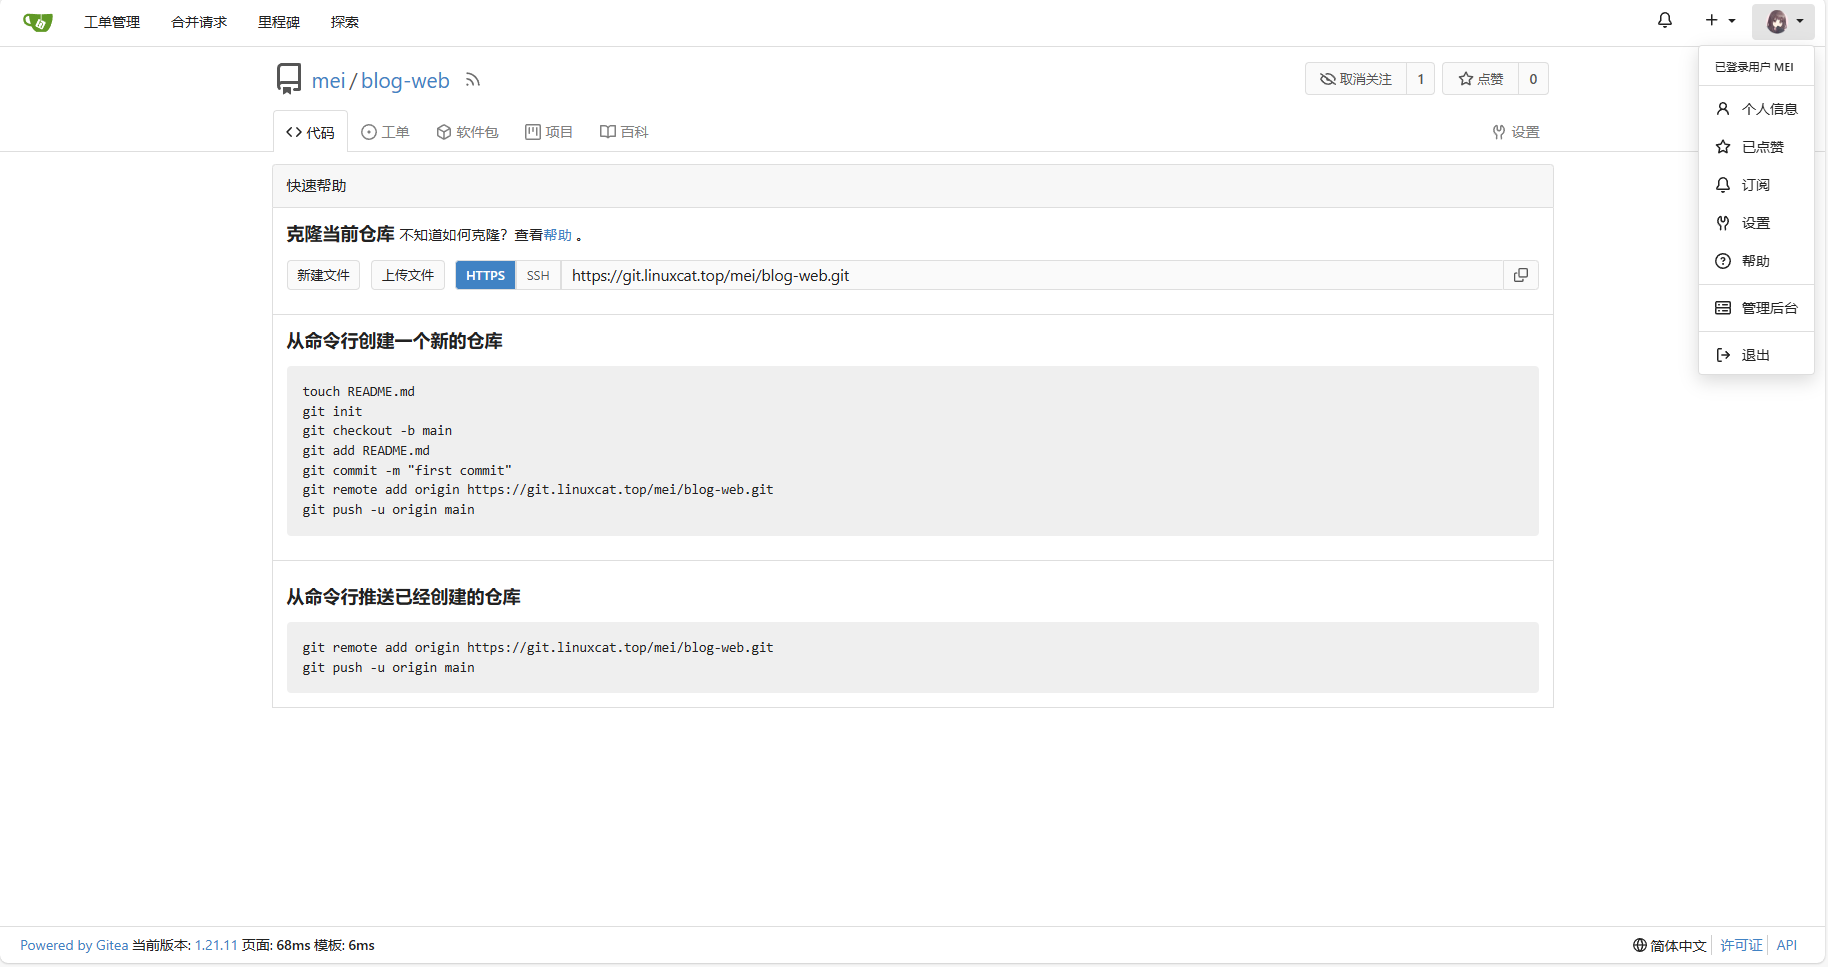 工单管理 合并请求 里程碑 探索
已登录用户 MEI
个人信息
已点赞
订阅
设置
帮助
管理后台
退出
mei / blog-web
取消关注 1 点赞 0
代码 工单 软件包 项目 百科 设置
快速帮助
克隆当前仓库 不知道如何克隆？查看帮助 。
新建文件 上传文件 HTTPS SSH https://git.linuxcat.top/mei/blog-web.git
从命令行创建一个新的仓库
touch README.md
git init
git checkout -b main
git add README.md
git commit -m "first commit"
git remote add origin https://git.linuxcat.top/mei/blog-web.git
git push -u origin main
从命令行推送已经创建的仓库
git remote add origin https://git.linuxcat.top/mei/blog-web.git
git push -u origin main
Powered by Gitea 当前版本: 1.21.11 页面: 68ms 模板: 6ms
简体中文 许可证 API